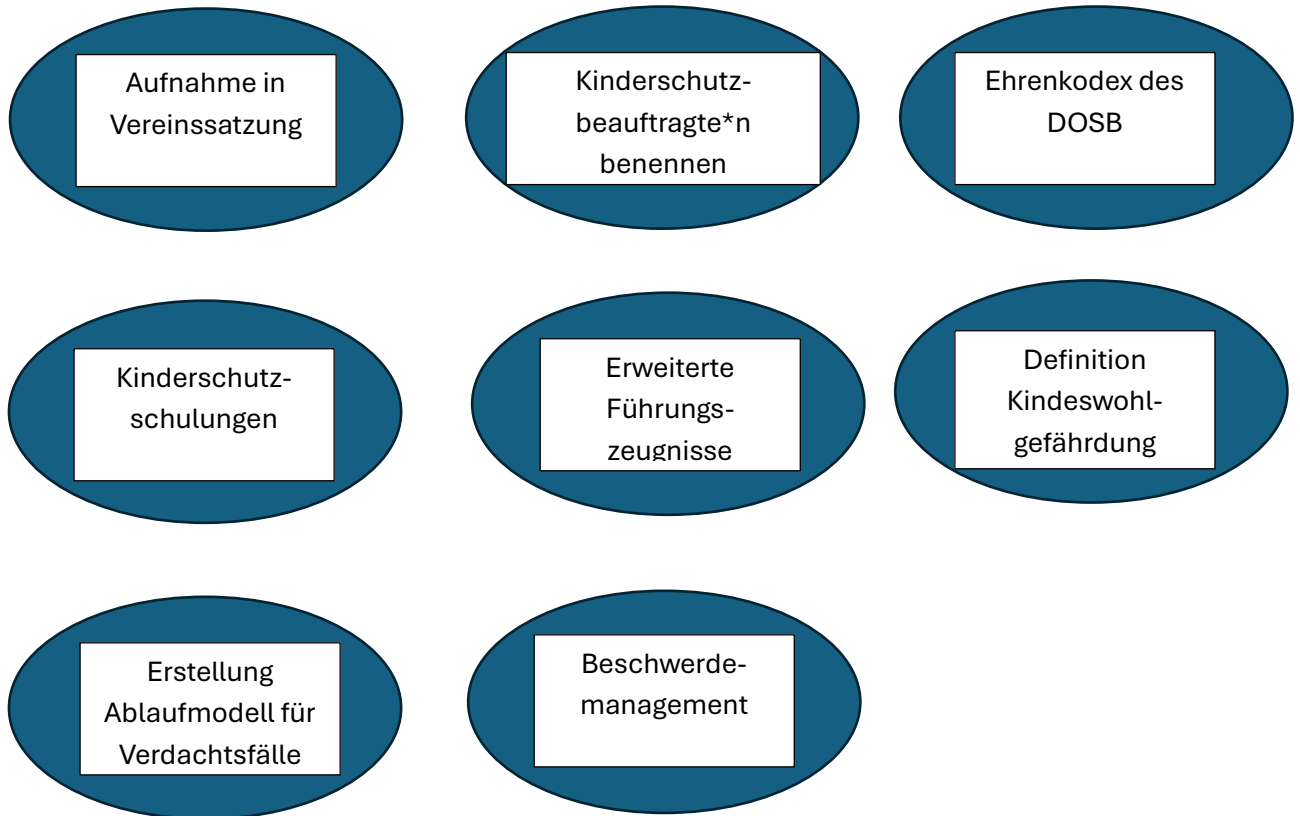 Aufnahme in
Vereinssatzung
Kinderschutz-
beauftragte*n
benennen
Ehrenkodex des
DOSB
Kinderschutz-
schulungen
Erweiterte
Führungs-
zeugnisse
Definition
Kindeswohl-
gefährdung
Erstellung
Ablaufmodell für
Verdachtsfälle
Beschwerde-
management